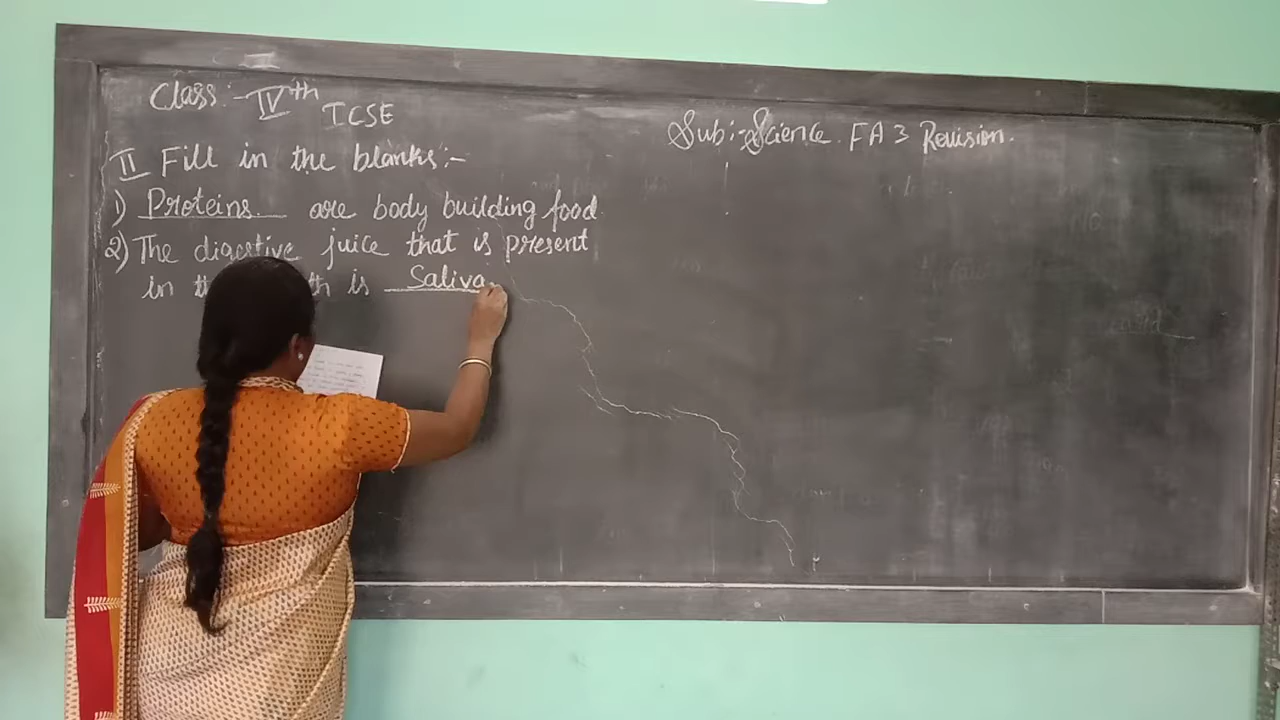 Class :- IVth
ICSE
Sub :- Science. FA 3 Revision.
II Fill in the blanks :-
1) Proteins. are body building food
2) The digestive juice that is present
in is Saliva.